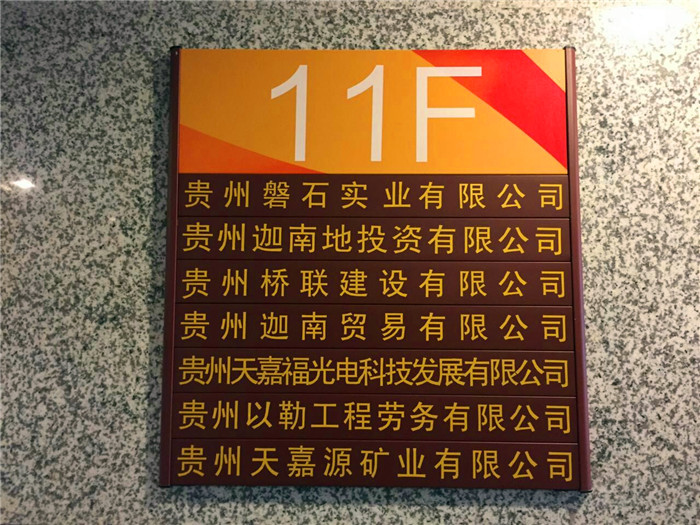 11F
贵州磐石实业有限公司
贵州迦南地投资有限公司
贵州桥联建设有限公司
贵州迦南贸易有限公司
贵州天嘉福光电科技发展有限公司
贵州以勒工程劳务有限公司
贵州天嘉源矿业有限公司